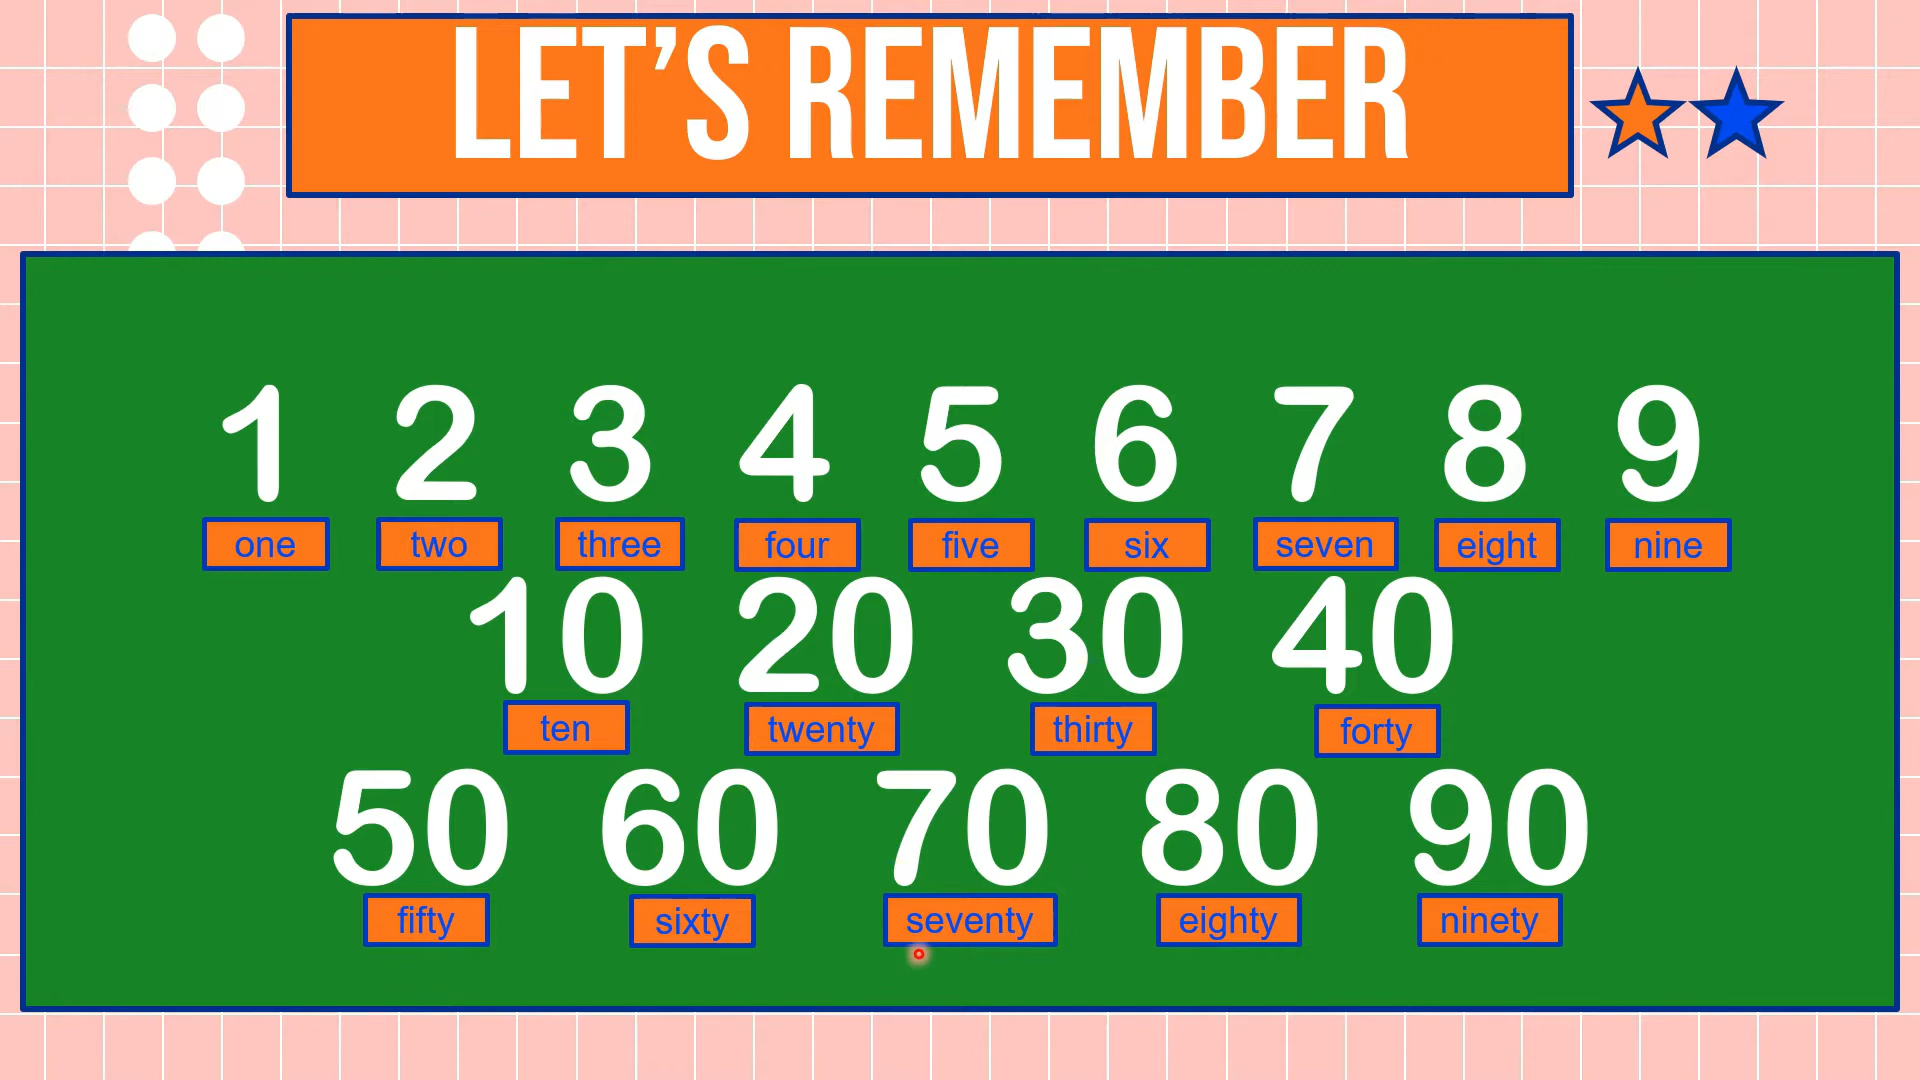 LET’S REMEMBER
1 2 3 4 5 6 7 8 9
one two three four five six seven eight nine
10 20 30 40
ten twenty thirty forty
50 60 70 80 90
fifty sixty seventy eighty ninety